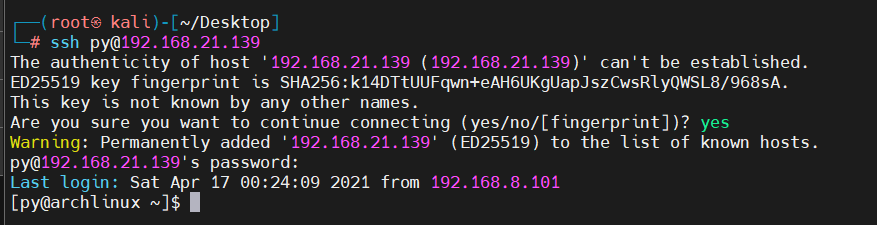 ┌──(root㉿ kali)-[~/Desktop]
└─# ssh py@192.168.21.139
The authenticity of host '192.168.21.139 (192.168.21.139)' can't be established.
ED25519 key fingerprint is SHA256:k14DTtUUFqwn+eAH6UKgUapJszCwsRlyQWSL8/968sA.
This key is not known by any other names.
Are you sure you want to continue connecting (yes/no/[fingerprint])? yes
Warning: Permanently added '192.168.21.139' (ED25519) to the list of known hosts.
py@192.168.21.139's password:
Last login: Sat Apr 17 00:24:09 2021 from 192.168.8.101
[py@archlinux ~]$